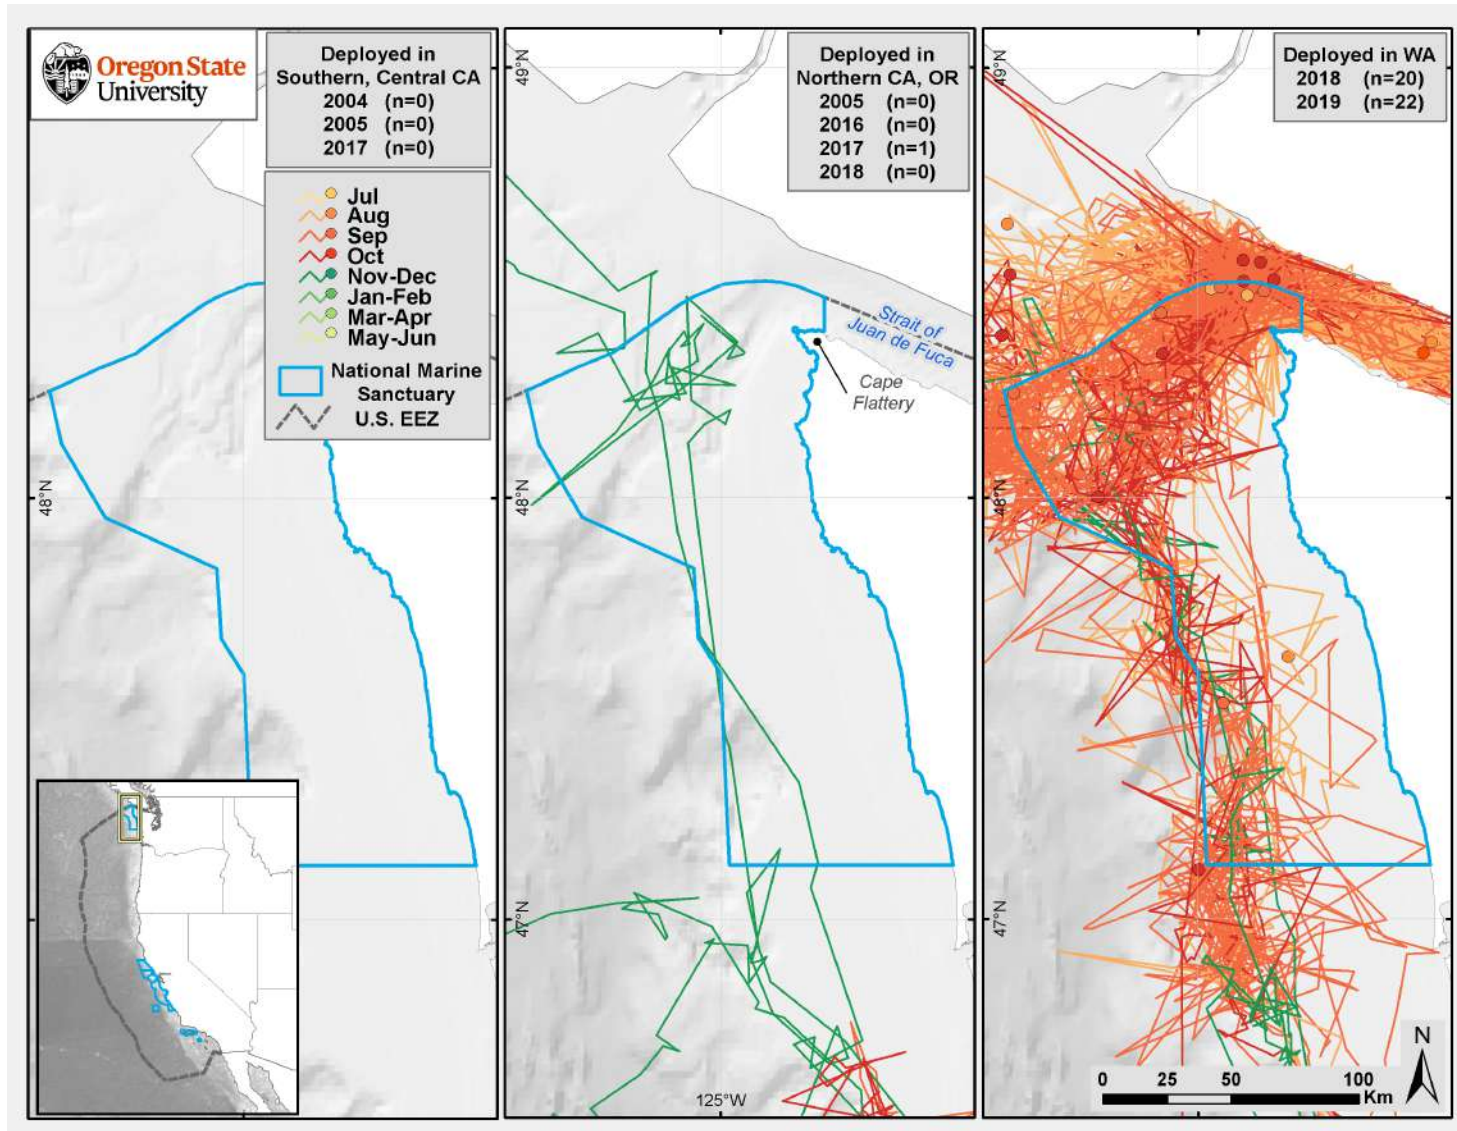 Oregon State
University
Deployed in
Southern, Central CA
2004 (n=0)
2005 (n=0)
2017 (n=0)
Jul
Aug
Sep
Oct
Nov-Dec
Jan-Feb
Mar-Apr
May-Jun
National Marine
Sanctuary
U.S. EEZ
48°N
49°N
Deployed in
Northern CA, OR
2005 (n=0)
2016 (n=0)
2017 (n=1)
2018 (n=0)
Strait of
Juan de Fuca
Cape
Flattery
48°N
47°N
125°W
49°N
Deployed in WA
2018 (n=20)
2019 (n=22)
48°N
47°N
N
0 25 50 100
Km